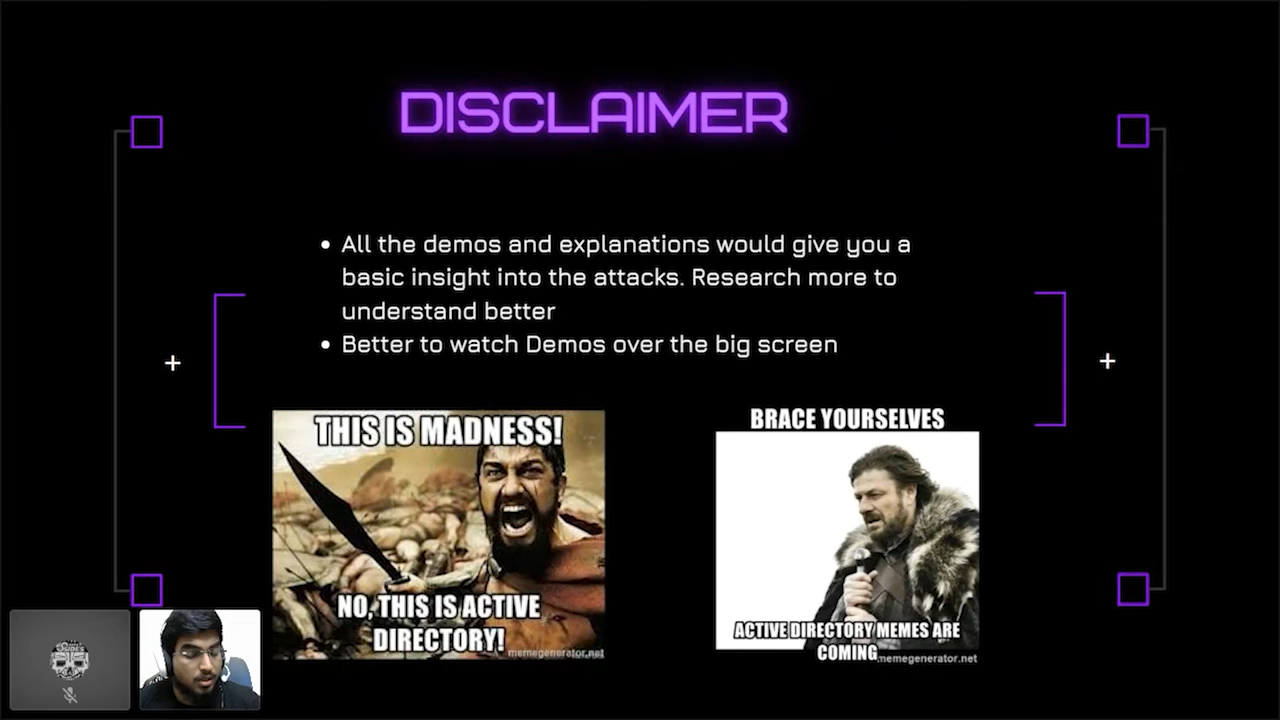 DISCLAIMER
All the demos and explanations would give you a
basic insight into the attacks. Research more to
understand better
Better to watch Demos over the big screen
THIS IS MADNESS!
NO, THIS IS ACTIVE
DIRECTORY!
memegenerator.net
BRACE YOURSELVES
ACTIVE DIRECTORY MEMES ARE
COMING
memegenerator.net